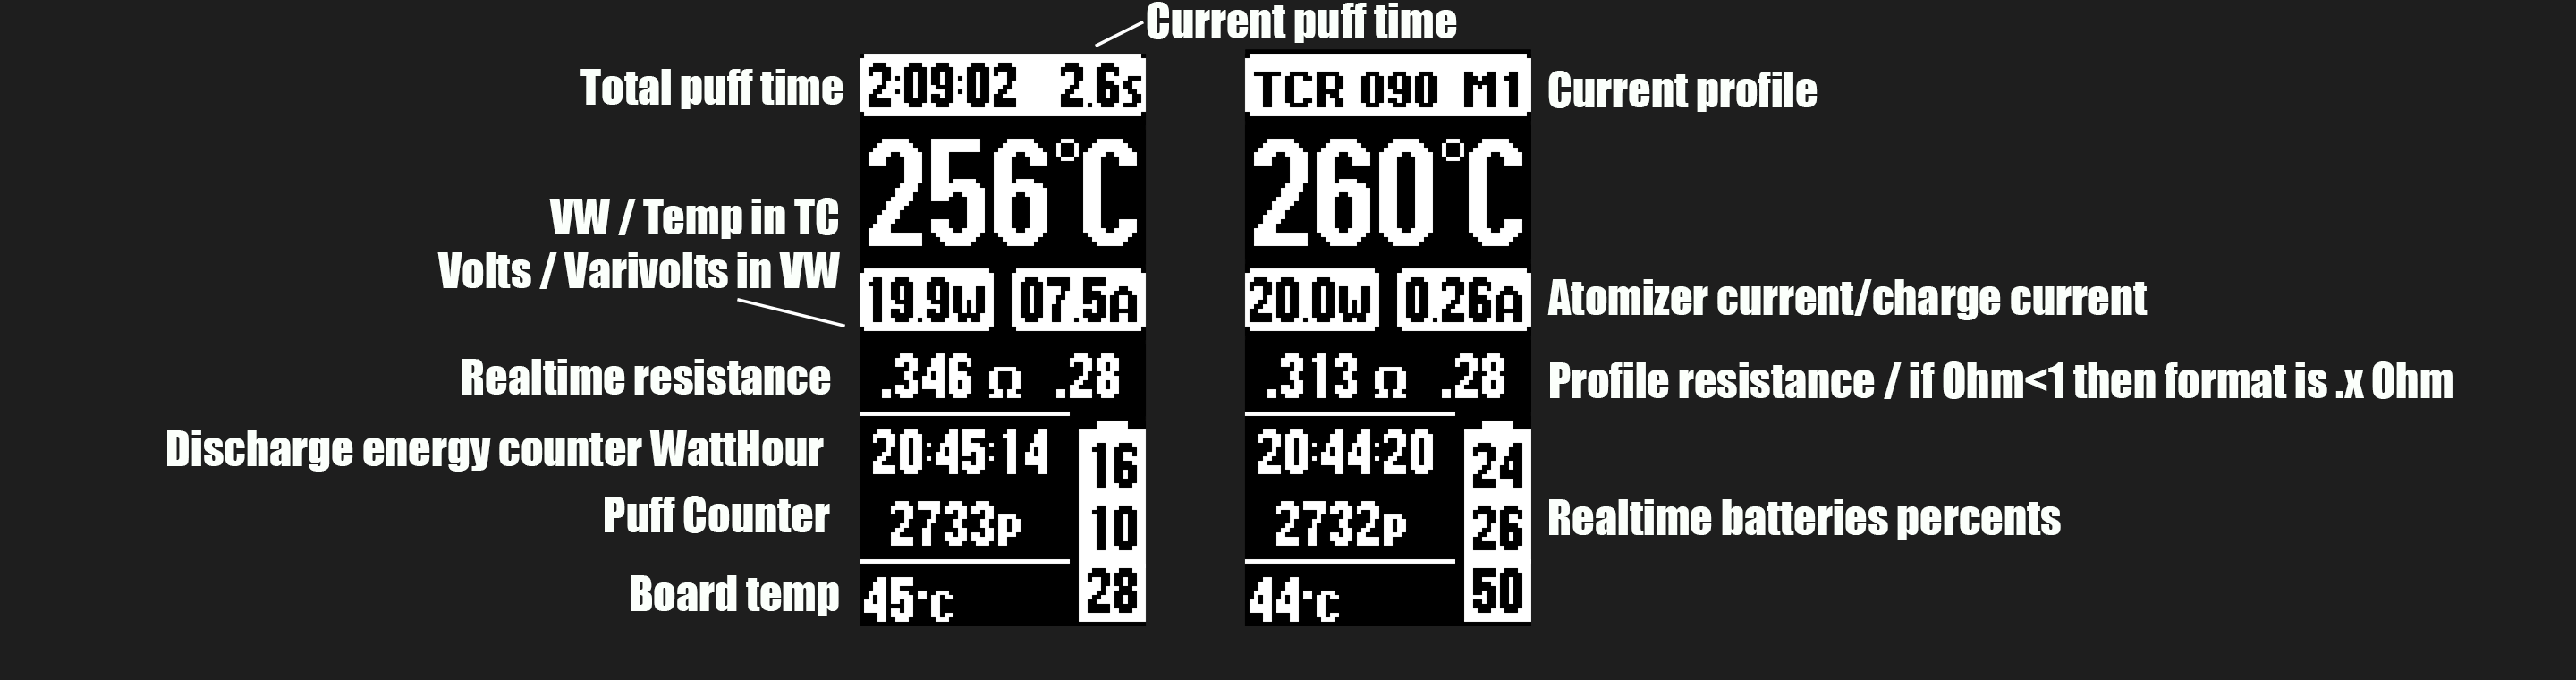 Current puff time
Total puff time
2:09:02 2.6s
TCR 090 M1
Current profile
256°C
260°C
VW / Temp in TC
Volts / Varivolts in VW
19.9W 07.5A
20.0W 0.26A
Atomizer current/charge current
Realtime resistance
.346 Ω .28
.313 Ω .28
Profile resistance / if Ohm<1 then format is .x Ohm
Discharge energy counter WattHour
20:45:14
16
20:44:20
24
Puff Counter
2733P
10
2732P
26
Realtime batteries percents
Board temp
45°C
28
44°C
50